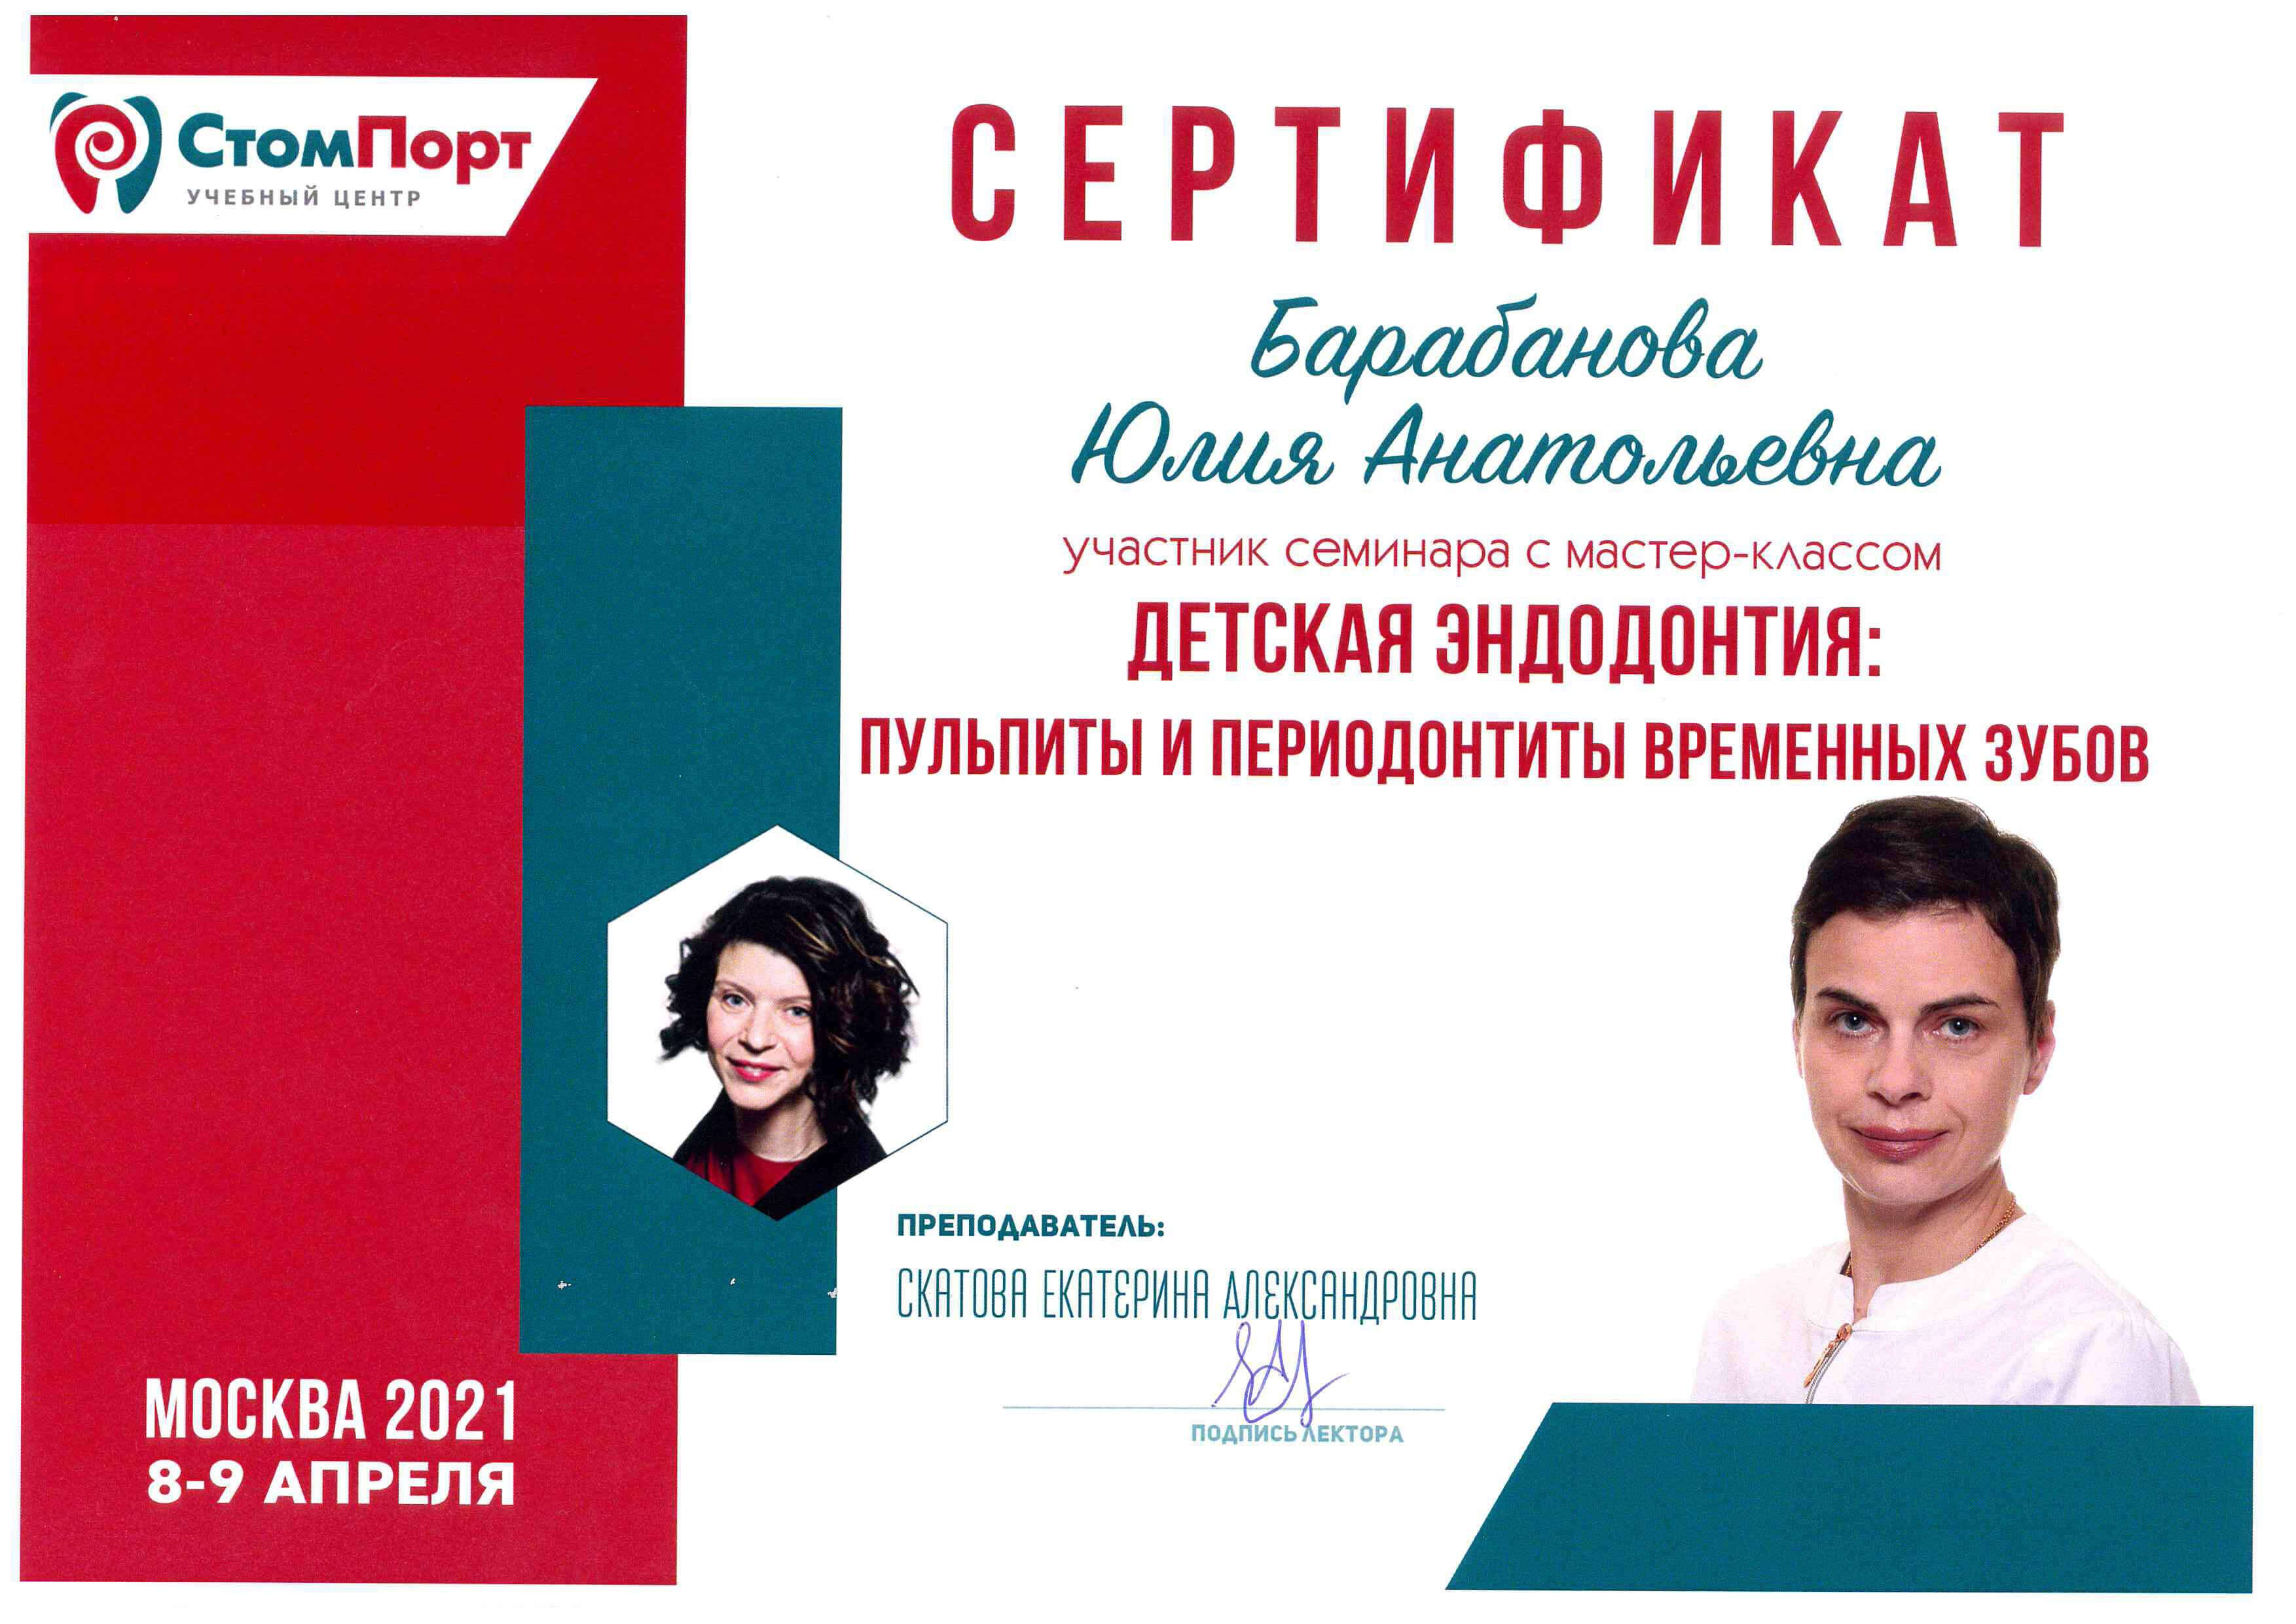 СтомПорт
УЧЕБНЫЙ ЦЕНТР
СЕРТИФИКАТ
Барабанова
Юлия Анатольевна
участник семинара с мастер-классом
ДЕТСКАЯ ЭНДОДОНТИЯ:
ПУЛЬПИТЫ И ПЕРИОДОНТИТЫ ВРЕМЕННЫХ ЗУБОВ
ПРЕПОДАВАТЕЛЬ:
СКАТОВА ЕКАТЕРИНА АЛЕКСАНДРОВНА
ПОДПИСЬ ЛЕКТОРА
МОСКВА 2021
8-9 АПРЕЛЯ